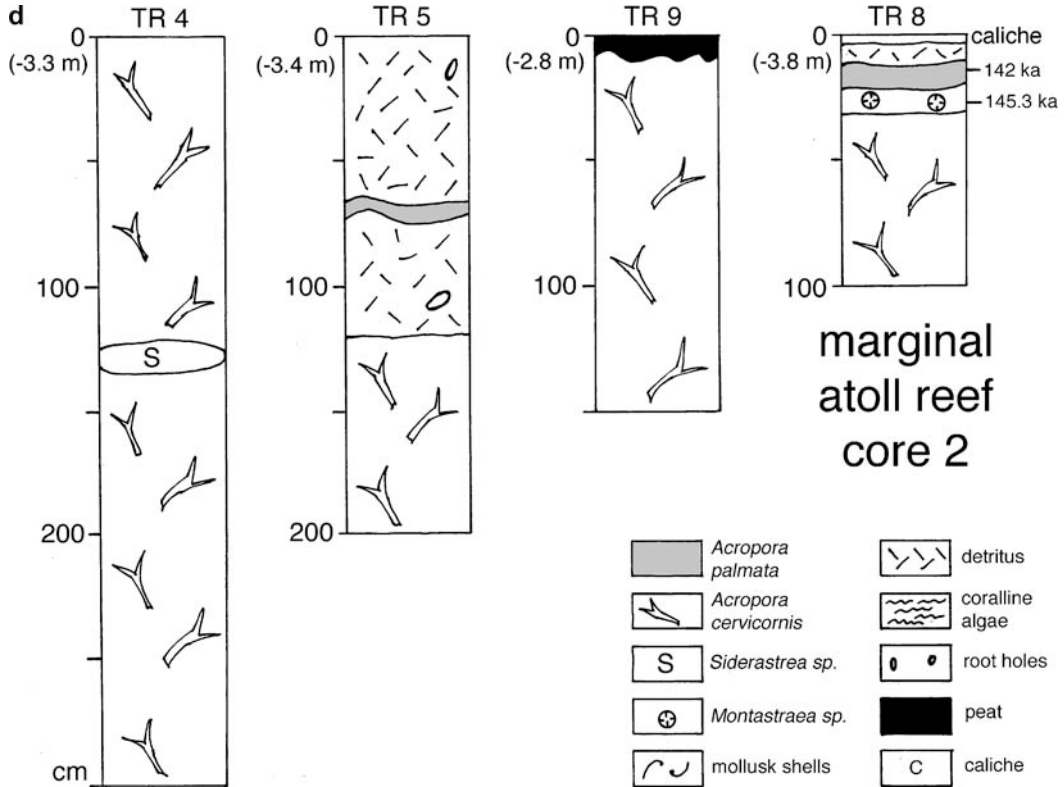 d
TR 4
TR 5
TR 9
TR 8
0
(-3.3 m)
100
200
cm
0
(-3.4 m)
100
200
0
(-2.8 m)
100
0
(-3.8 m)
100
caliche
142 ka
145.3 ka
S
marginal
atoll reef
core 2
Acropora
palmata
Acropora
cervicornis
S
Siderastrea sp.
Montastraea sp.
mollusk shells
detritus
coralline
algae
root holes
peat
C
caliche